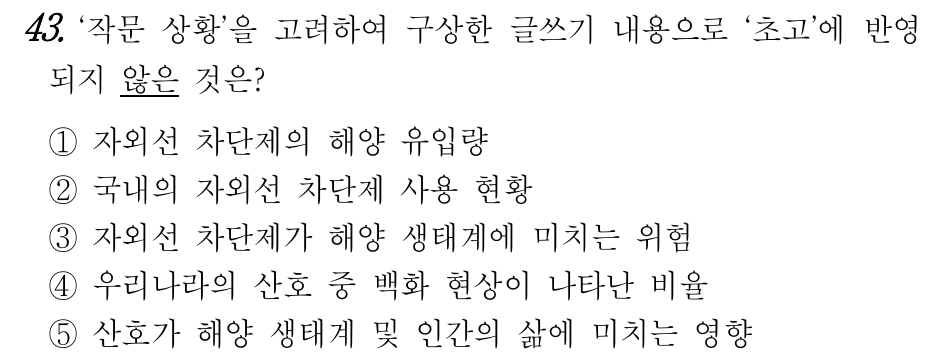 43. ‘작문 상황’을 고려하여 구상한 글쓰기 내용으로 ‘초고’에 반영
되지 않은 것은?
① 자외선 차단제의 해양 유입량
② 국내의 자외선 차단제 사용 현황
③ 자외선 차단제가 해양 생태계에 미치는 위험
④ 우리나라의 산호 중 백화 현상이 나타난 비율
⑤ 산호가 해양 생태계 및 인간의 삶에 미치는 영향